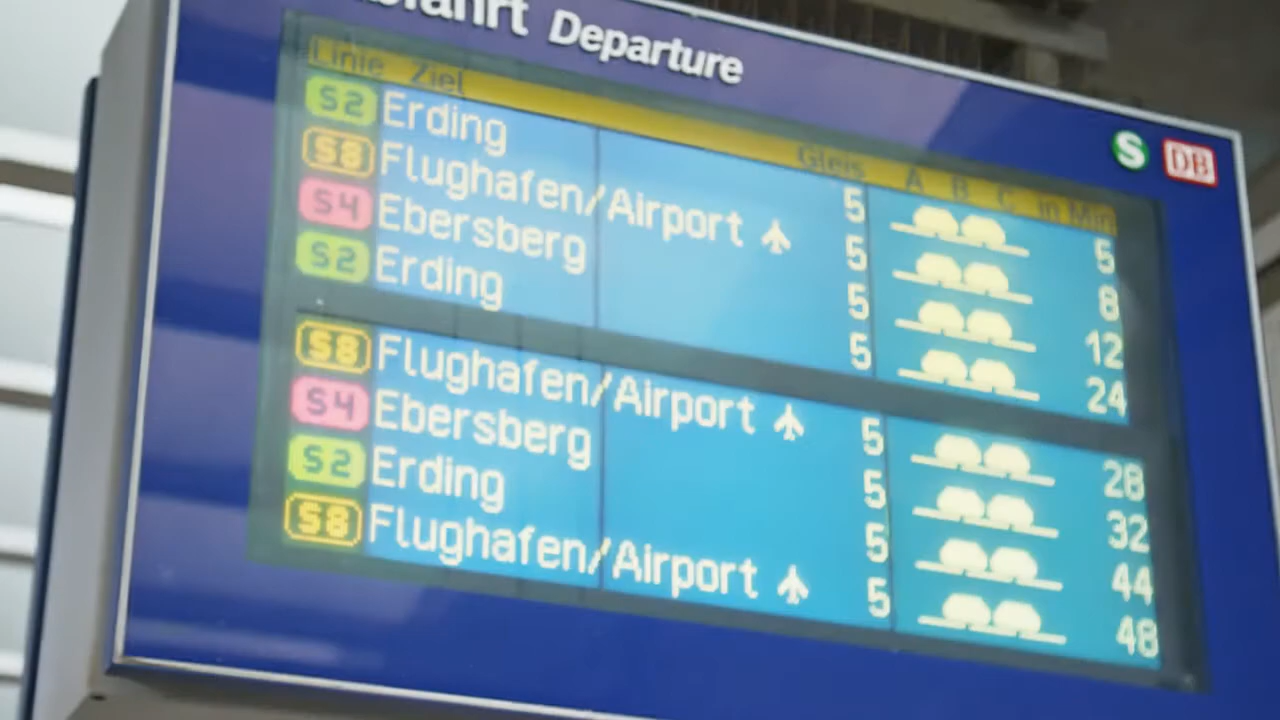 Abfahrt Departure
Linie Ziel Gleis A B C in Min
S2 Erding 5 5
S8 Flughafen/Airport 5 8
S4 Ebersberg 5 12
S2 Erding 5 24
S8 Flughafen/Airport 5 28
S4 Ebersberg 5 32
S2 Erding 5 44
S8 Flughafen/Airport 5 48
S DB